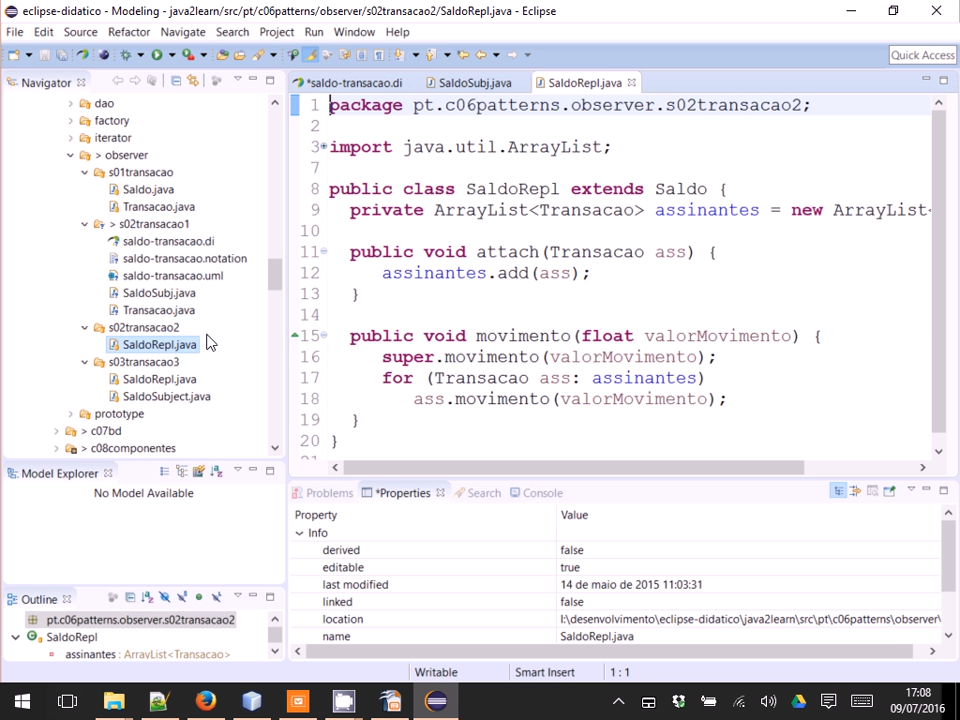 eclipse-didatico - Modeling - java2learn/src/pt/c06patterns/observer/s02transacao2/SaldoRepl.java - Eclipse
File Edit Source Refactor Navigate Search Project Run Window Help
Quick Access
Navigator
dao
factory
iterator
> observer
s01transacao
Saldo.java
Transacao.java
> s02transacao1
saldo-transacao.di
saldo-transacao.notation
saldo-transacao.uml
SaldoSubj.java
Transacao.java
s02transacao2
SaldoRepl.java
s03transacao3
SaldoRepl.java
SaldoSubject.java
prototype
> c07bd
> c08componentes
Model Explorer
No Model Available
Outline
pt.c06patterns.observer.s02transacao2
SaldoRepl
assinantes : ArrayList<Transacao>
*saldo-transacao.di SaldoSubj.java SaldoRepl.java
1 package pt.c06patterns.observer.s02transacao2;
2
3 import java.util.ArrayList;
7
8 public class SaldoRepl extends Saldo {
9 private ArrayList<Transacao> assinantes = new ArrayList<
10
11 public void attach(Transacao ass) {
12 assinantes.add(ass);
13 }
14
15 public void movimento(float valorMovimento) {
16 super.movimento(valorMovimento);
17 for (Transacao ass: assinantes)
18 ass.movimento(valorMovimento);
19 }
20 }
21
Problems *Properties Search Console
Property Value
Info
derived false
editable true
last modified 14 de maio de 2015 11:03:31
linked false
location I:\desenvolvimento\eclipse-didatico\java2learn\src\pt\c06patterns\observer\
name SaldoRepl.java
Writable Smart Insert 1 : 1
17:08
09/07/2016